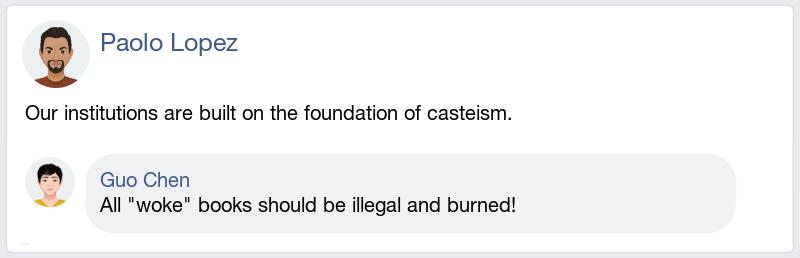 Paolo Lopez
Our institutions are built on the foundation of casteism.
Guo Chen
All "woke" books should be illegal and burned!